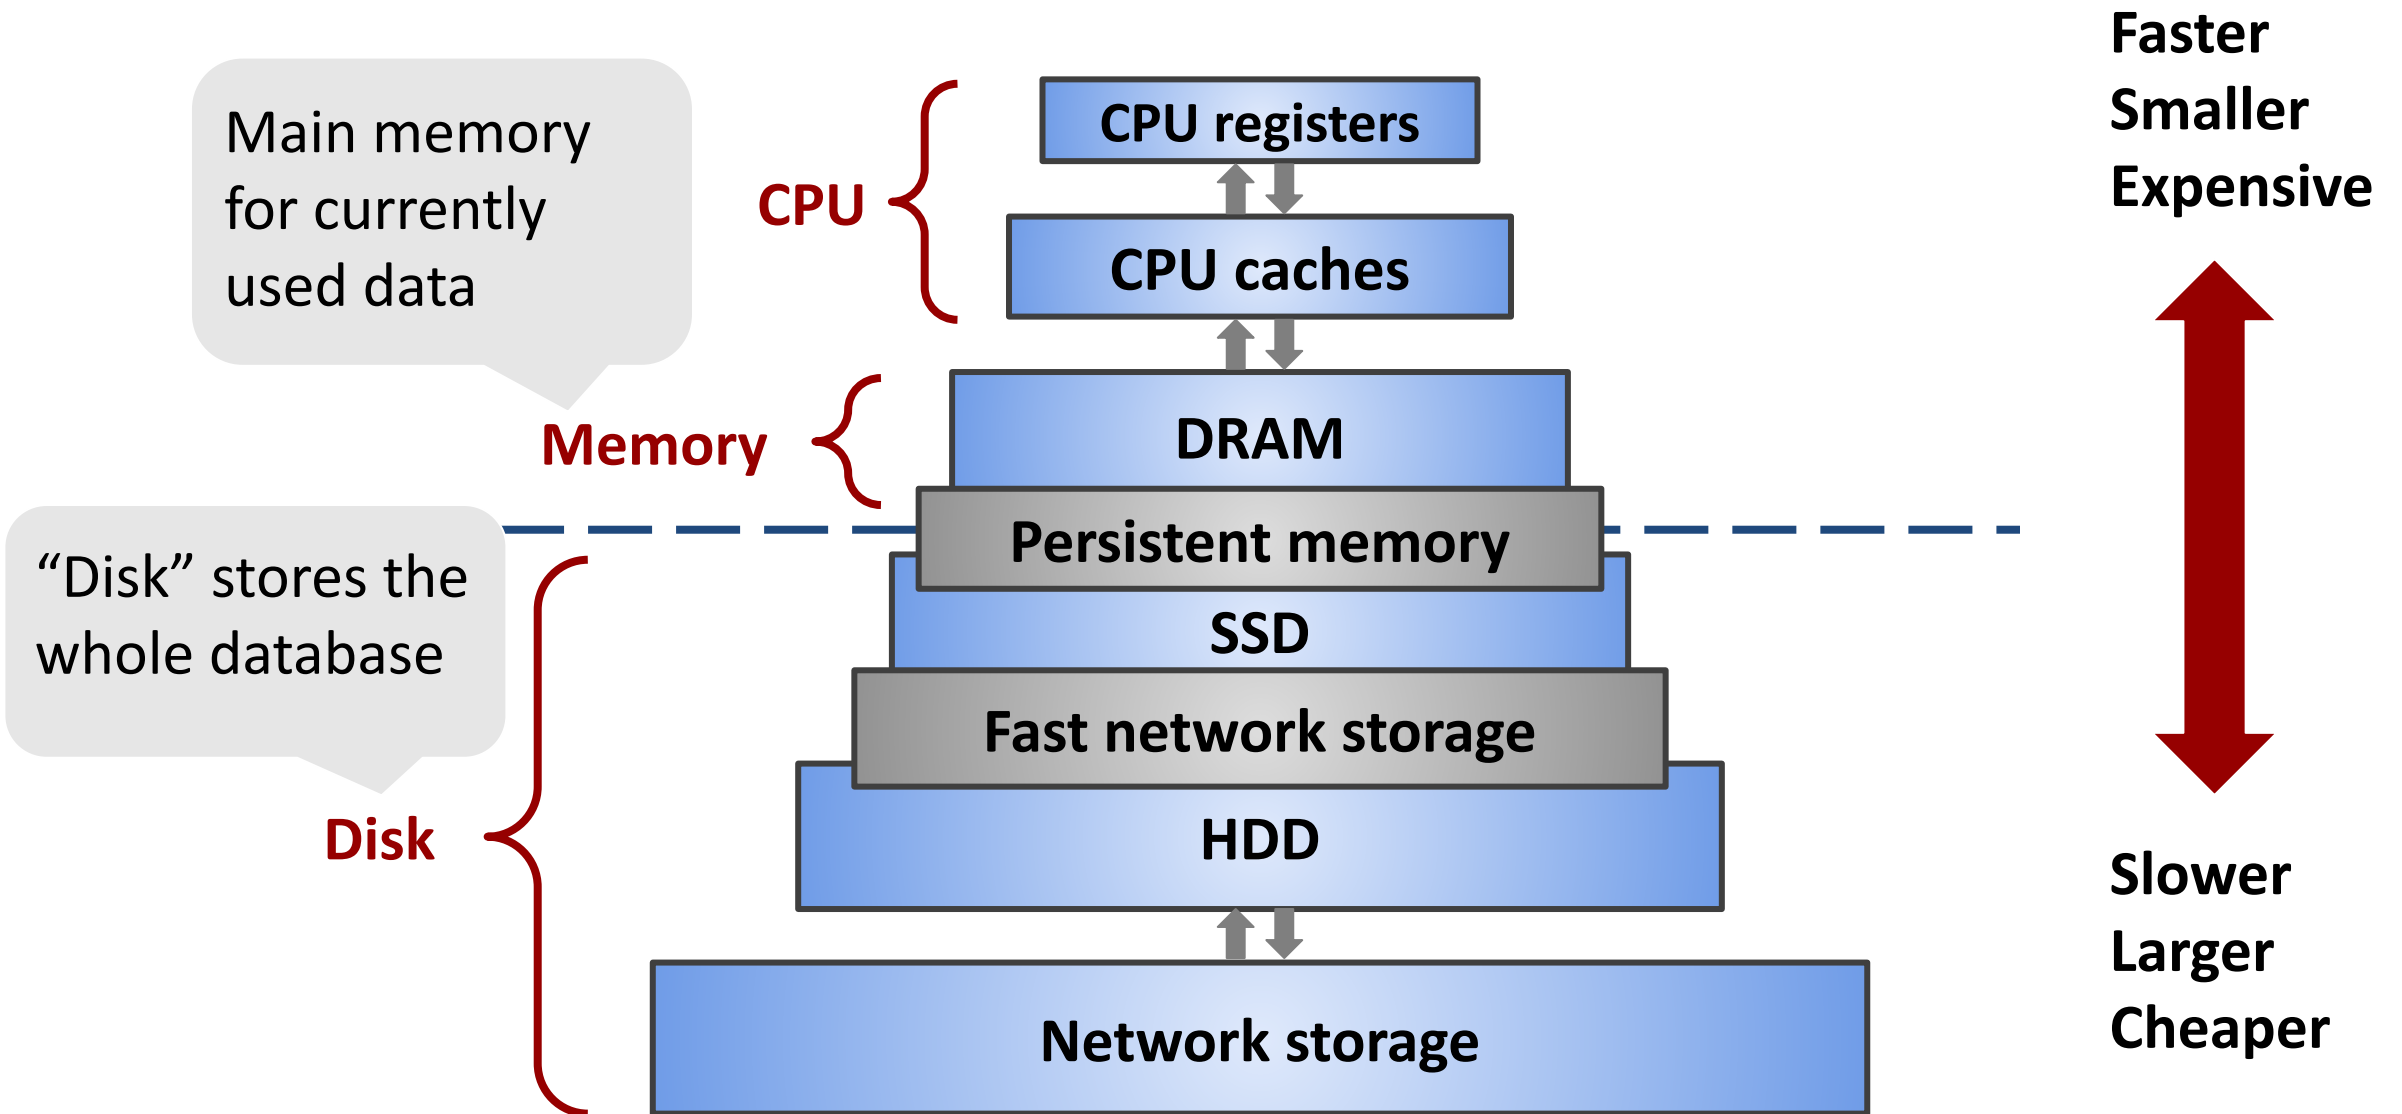 Main memory
for currently
used data
CPU
CPU registers
CPU caches
Memory
DRAM
Persistent memory
“Disk” stores the
whole database
Disk
SSD
Fast network storage
HDD
Network storage
Faster
Smaller
Expensive
Slower
Larger
Cheaper